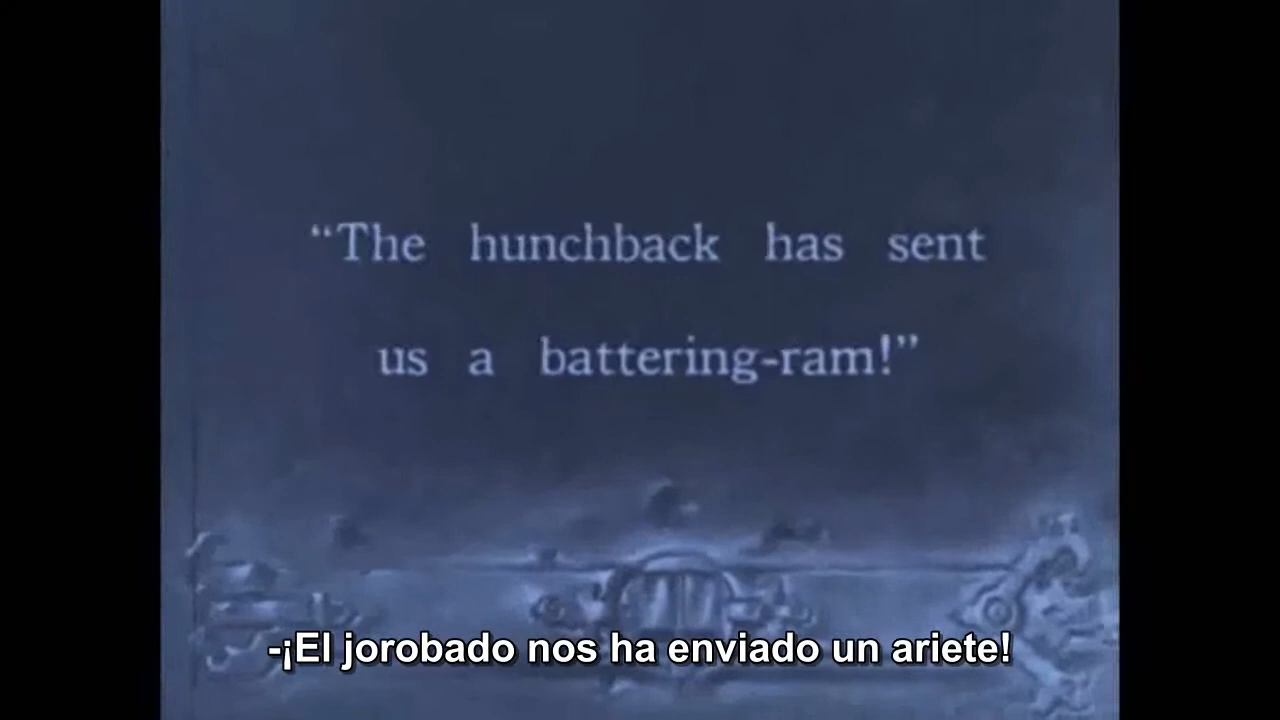 “The hunchback has sent
us a battering-ram!”
-¡El jorobado nos ha enviado un ariete!